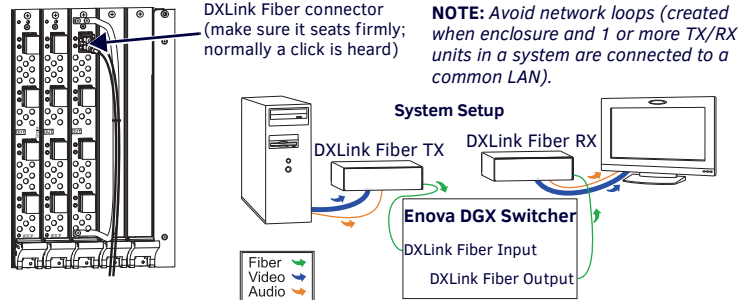 DXLink Fiber connector
(make sure it seats firmly;
normally a click is heard)
NOTE: Avoid network loops (created
when enclosure and 1 or more TX/RX
units in a system are connected to a
common LAN).
System Setup
DXLink Fiber TX
DXLink Fiber RX
Enova DGX Switcher
DXLink Fiber Input
DXLink Fiber Output
Fiber
Video
Audio